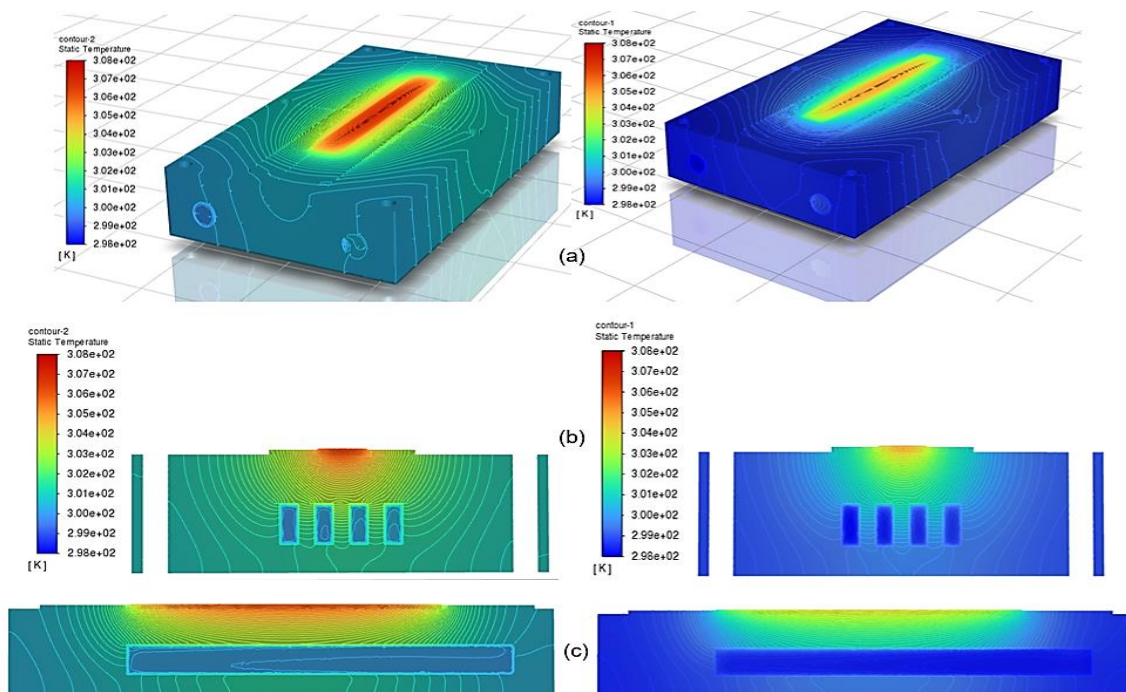 contour-2
Static Temperature
3.08e+02
3.07e+02
3.06e+02
3.05e+02
3.04e+02
3.03e+02
3.02e+02
3.01e+02
3.00e+02
2.99e+02
2.98e+02
[ K ]
contour-1
Static Temperature
3.08e+02
3.07e+02
3.06e+02
3.05e+02
3.04e+02
3.03e+02
3.02e+02
3.01e+02
3.00e+02
2.99e+02
2.98e+02
[ K ]
(a)
contour-2
Static Temperature
3.08e+02
3.07e+02
3.06e+02
3.05e+02
3.04e+02
3.03e+02
3.02e+02
3.01e+02
3.00e+02
2.99e+02
2.98e+02
[ K ]
(b)
contour-1
Static Temperature
3.08e+02
3.07e+02
3.06e+02
3.05e+02
3.04e+02
3.03e+02
3.02e+02
3.01e+02
3.00e+02
2.99e+02
2.98e+02
[ K ]
(c)